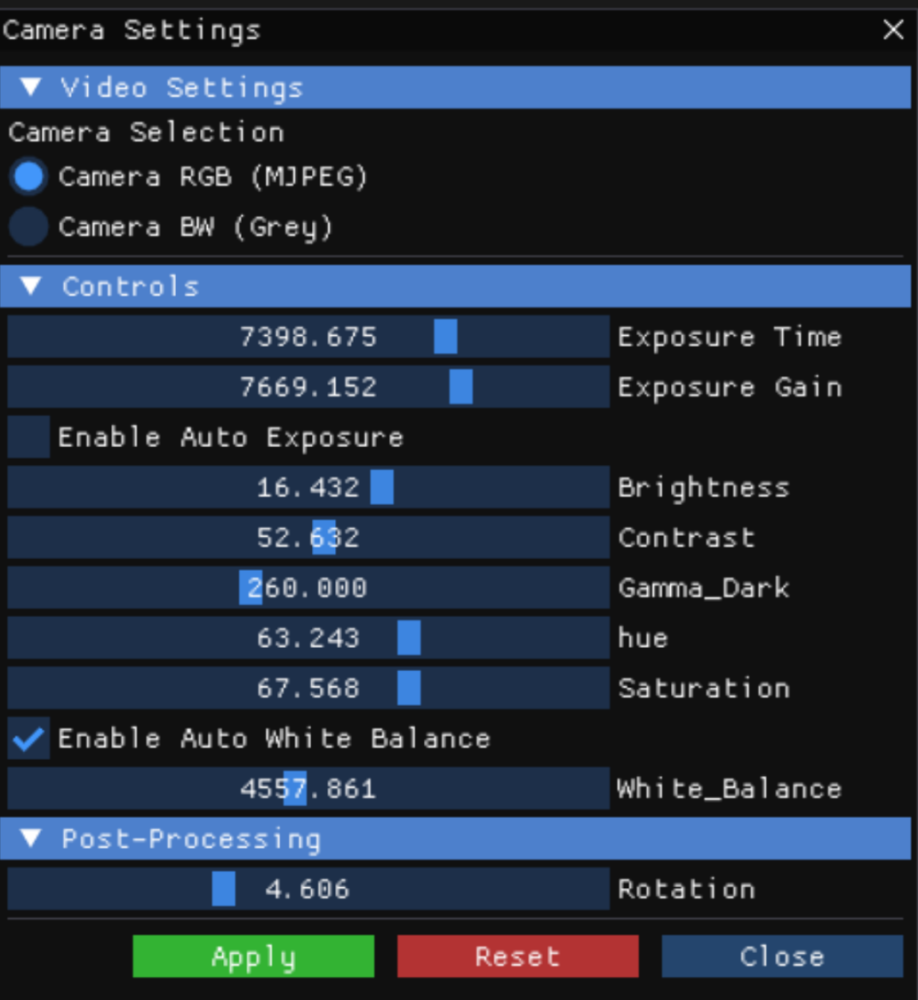 Camera Settings
Video Settings
Camera Selection
Camera RGB (MJPEG)
Camera BW (Grey)
Controls
7398.675 Exposure Time
7669.152 Exposure Gain
Enable Auto Exposure
16.432 Brightness
52.632 Contrast
260.000 Gamma_Dark
63.243 hue
67.568 Saturation
Enable Auto White Balance
4557.861 White_Balance
Post-Processing
4.606 Rotation
Apply Reset Close